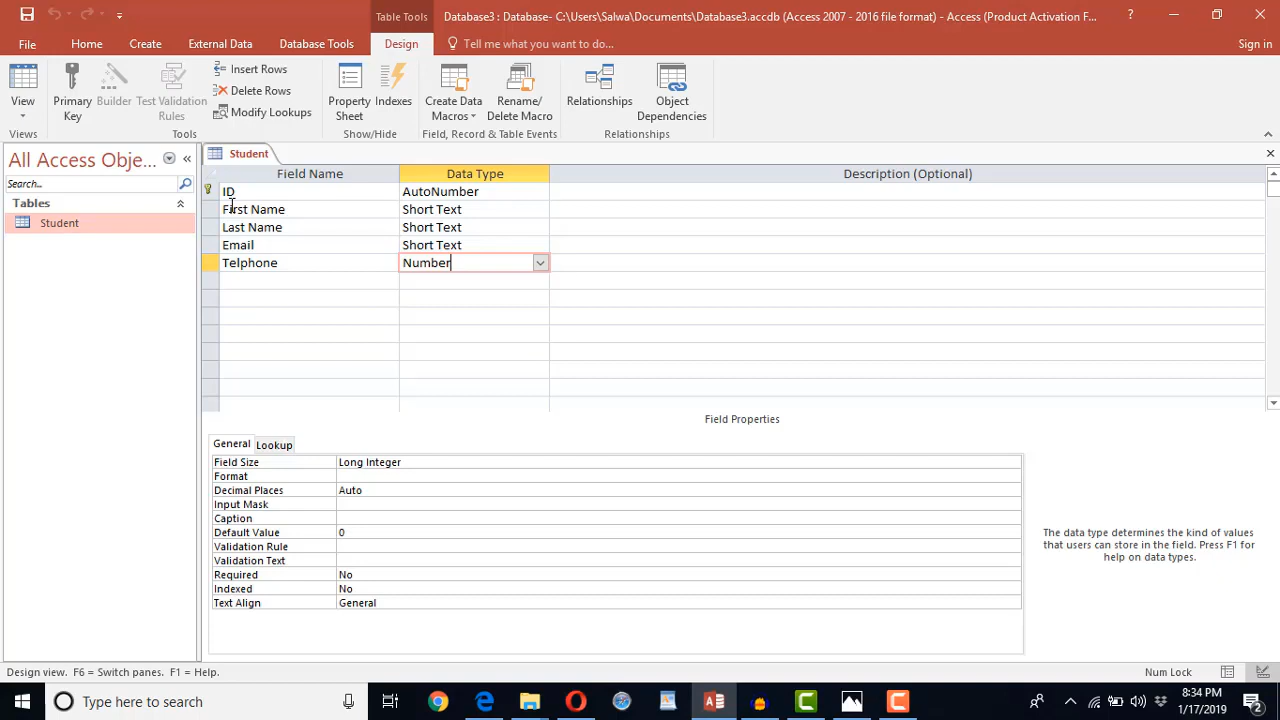 Table Tools
Database3 : Database- C:\Users\Salwa\Documents\Database3.accdb (Access 2007 - 2016 file format) - Access (Product Activation F...
File Home Create External Data Database Tools Design Tell me what you want to do... Sign in
View
Primary Key
Builder
Test Validation Rules
Insert Rows
Delete Rows
Modify Lookups
Property Sheet
Indexes
Create Data Macros
Rename/ Delete Macro
Relationships
Object Dependencies
Views Tools Show/Hide Field, Record & Table Events Relationships
All Access Obje...
Search...
Tables
Student
Student
Field Name Data Type Description (Optional)
ID AutoNumber
First Name Short Text
Last Name Short Text
Email Short Text
Telphone Number
Field Properties
General Lookup
Field Size Long Integer
Format
Decimal Places Auto
Input Mask
Caption
Default Value 0
Validation Rule
Validation Text
Required No
Indexed No
Text Align General
The data type determines the kind of values
that users can store in the field. Press F1 for
help on data types.
Design view. F6 = Switch panes. F1 = Help. Num Lock
Type here to search
8:34 PM
1/17/2019
2